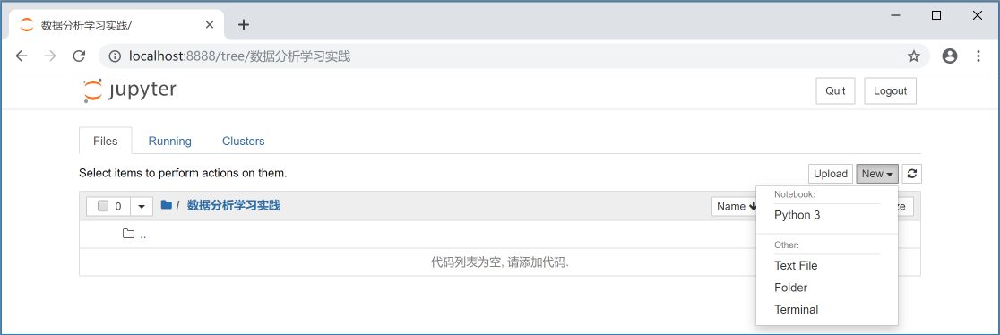 数据分析学习实践/
localhost:8888/tree/数据分析学习实践
jupyter
Quit
Logout
Files
Running
Clusters
Select items to perform actions on them.
Upload
New
0
/ 数据分析学习实践
Name
ze
Notebook:
Python 3
..
Other:
代码列表为空, 请添加代码.
Text File
Folder
Terminal